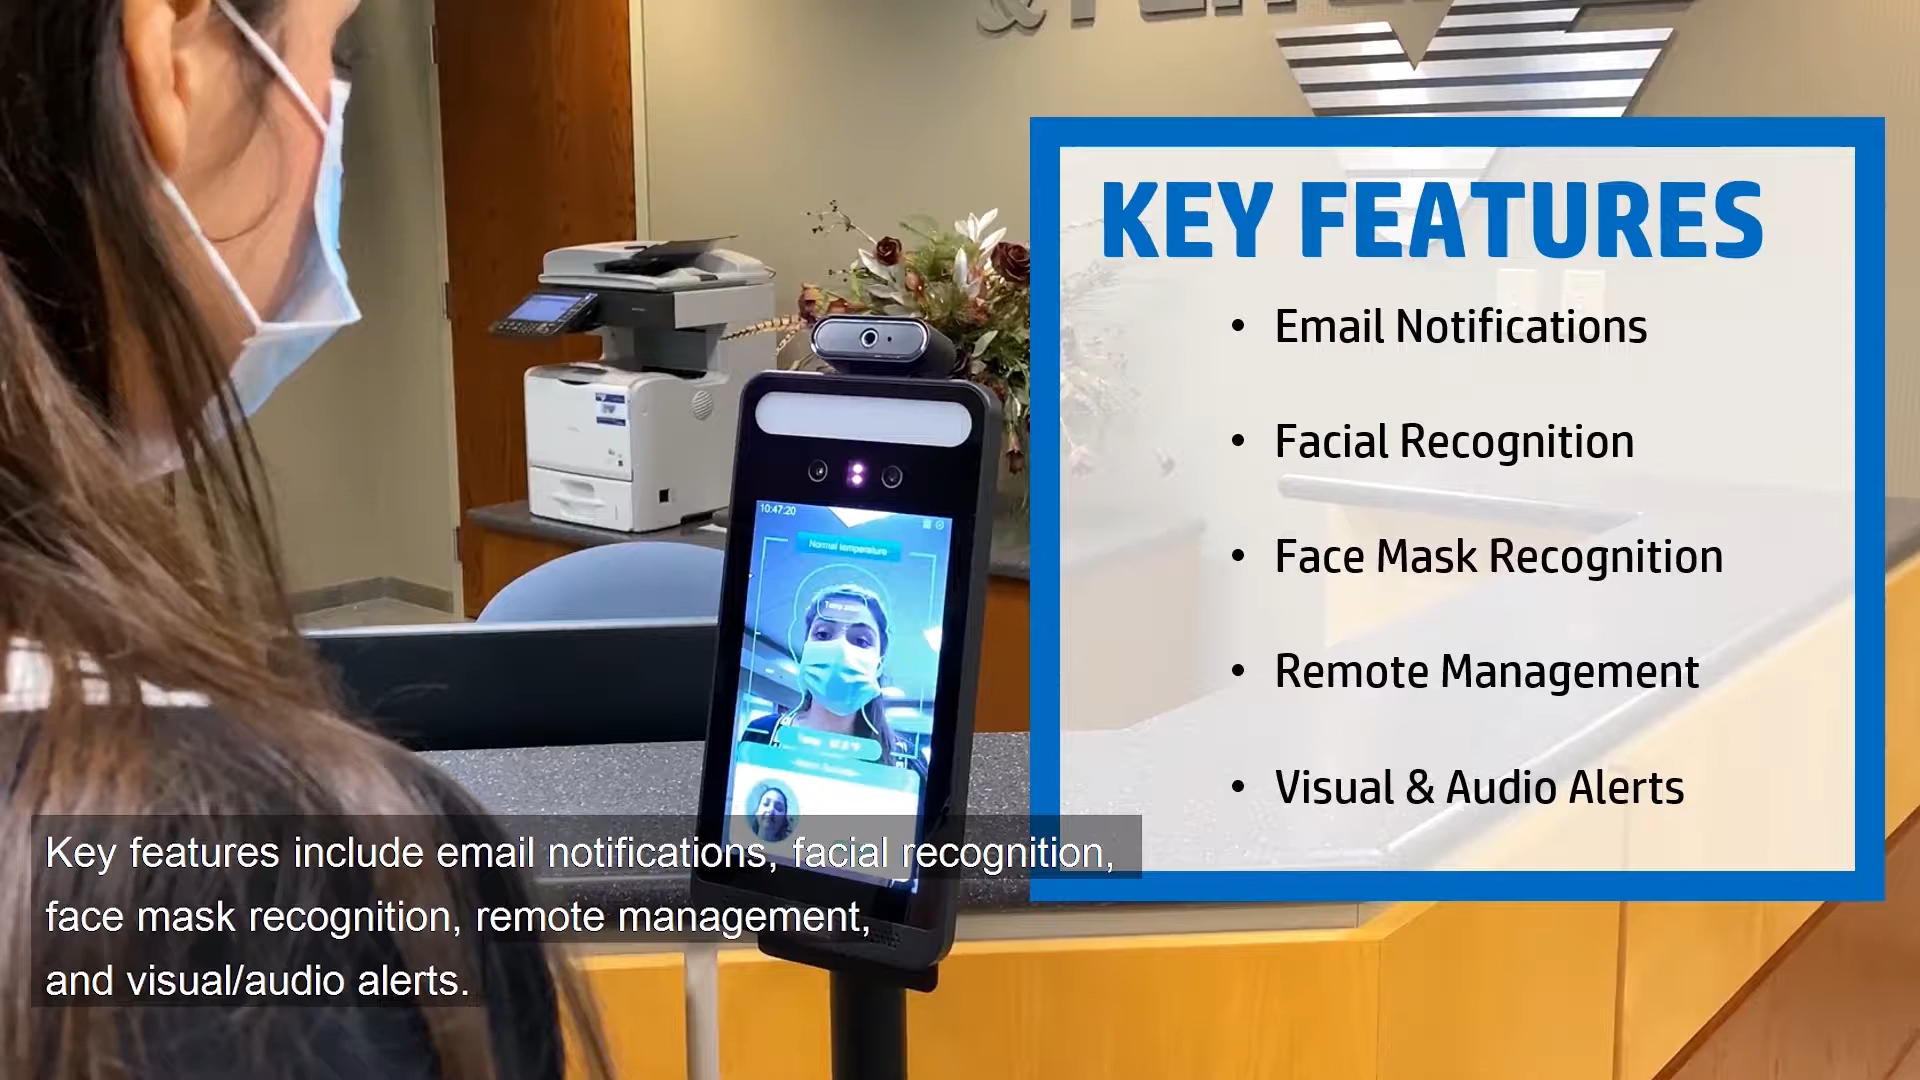 KEY FEATURES
• Email Notifications
• Facial Recognition
• Face Mask Recognition
• Remote Management
• Visual & Audio Alerts
10:47:20
Normal temperature
Key features include email notifications, facial recognition,
face mask recognition, remote management,
and visual/audio alerts.